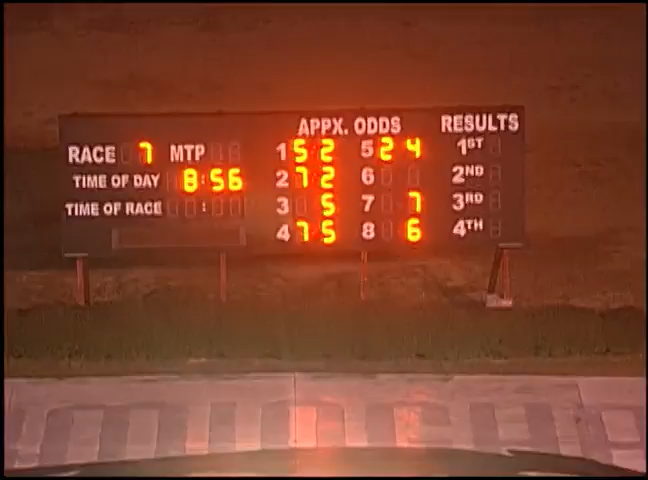 APPX. ODDS RESULTS
RACE 7 MTP 1 5 2 5 2 4 1ST
TIME OF DAY 8:56 2 7 2 6 2ND
TIME OF RACE : 3 5 7 7 3RD
4 7 5 8 6 4TH